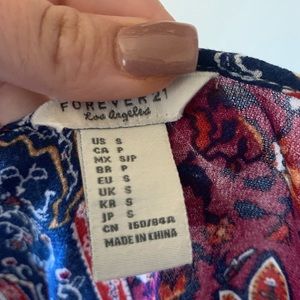 FOREVER 21
Los Angeles
US S
CA P
MX S/P
BR P
EU S
UK S
KR S
JP S
CN 160/84A
MADE IN CHINA